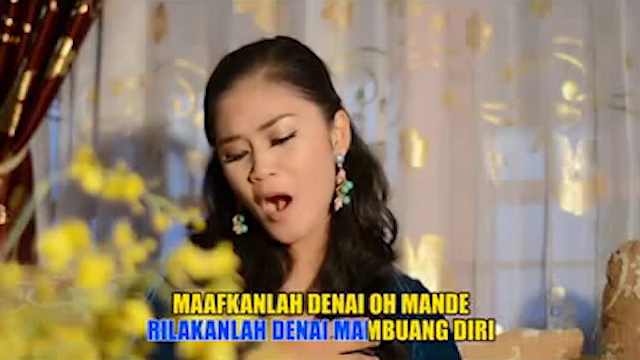 MAAFKANLAH DENAI OH MANDE
RILAKANLAH DENAI MAMBUANG DIRI